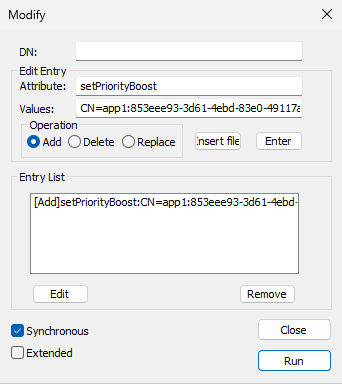 Modify
DN:
Edit Entry
Attribute: setPriorityBoost
Values: CN=app1:853eee93-3d61-4ebd-83e0-49117a
Operation
Add Delete Replace Insert file Enter
Entry List
[Add]setPriorityBoost:CN=app1:853eee93-3d61-4ebd-
Edit Remove
Synchronous Close
Extended Run